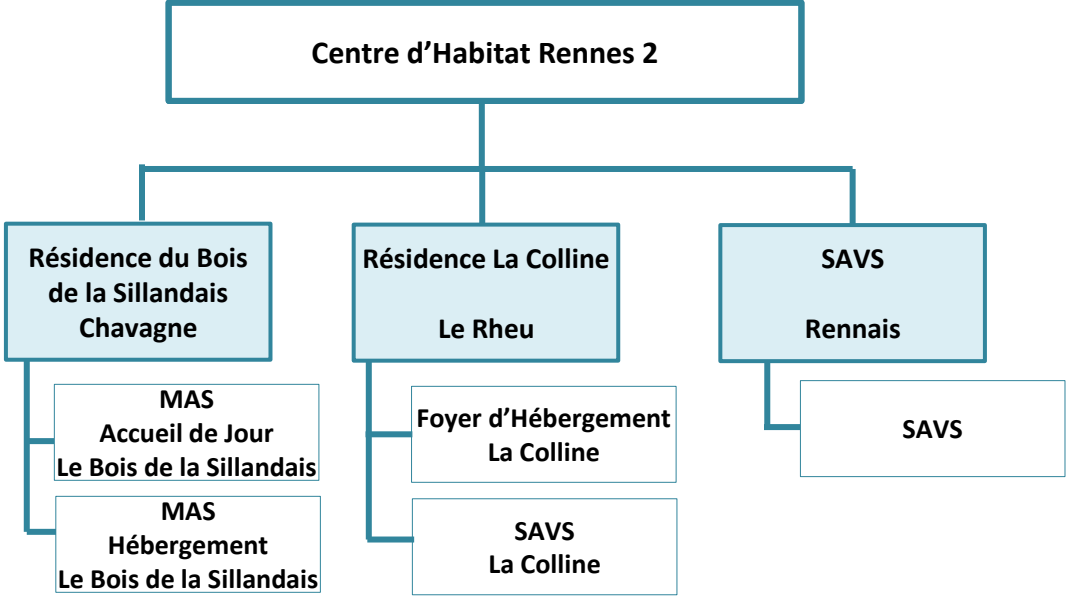 Centre d’Habitat Rennes 2
Résidence du Bois
de la Sillandais
Chavagne
MAS
Accueil de Jour
Le Bois de la Sillandais
MAS
Hébergement
Le Bois de la Sillandais
Résidence La Colline
Le Rheu
Foyer d’Hébergement
La Colline
SAVS
La Colline
SAVS
Rennais
SAVS